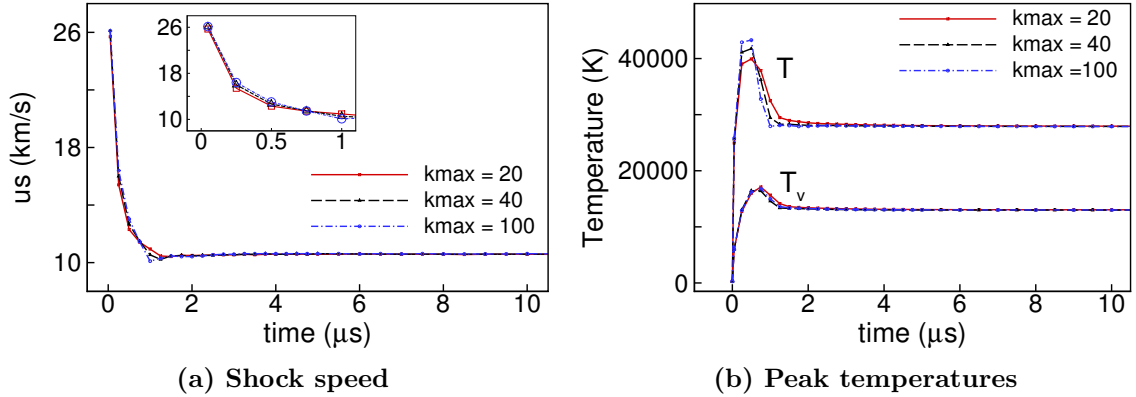 us (km/s)
26
18
10
26
18
10
0
0.5
1
kmax = 20
kmax = 40
kmax = 100
0
2
4
6
8
10
time (μs)
(a) Shock speed
Temperature (K)
40000
20000
0
kmax = 20
kmax = 40
kmax =100
T
T_v
0
2
4
6
8
10
time (μs)
(b) Peak temperatures